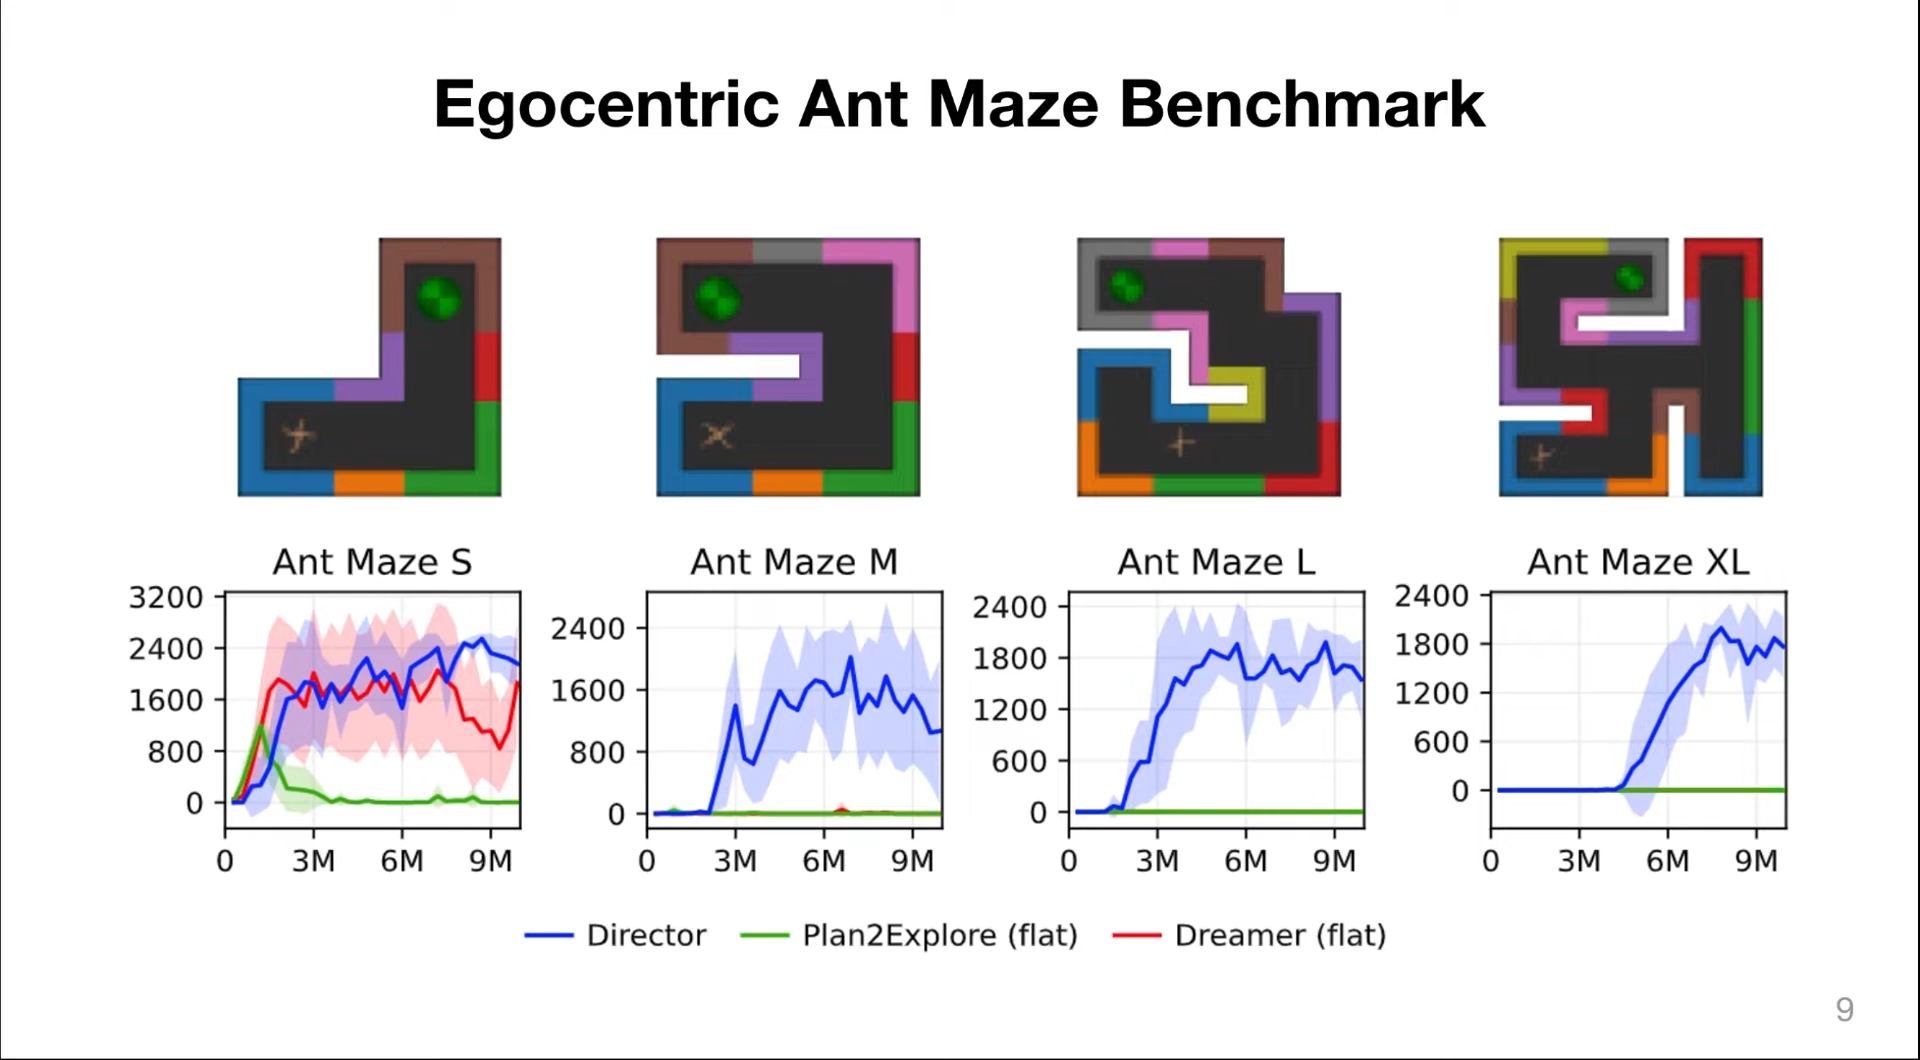 Egocentric Ant Maze Benchmark
Ant Maze S
3200
2400
1600
800
0
0 3M 6M 9M
Ant Maze M
2400
1600
800
0
0 3M 6M 9M
Ant Maze L
2400
1800
1200
600
0
0 3M 6M 9M
Ant Maze XL
2400
1800
1200
600
0
0 3M 6M 9M
Director Plan2Explore (flat) Dreamer (flat)
9